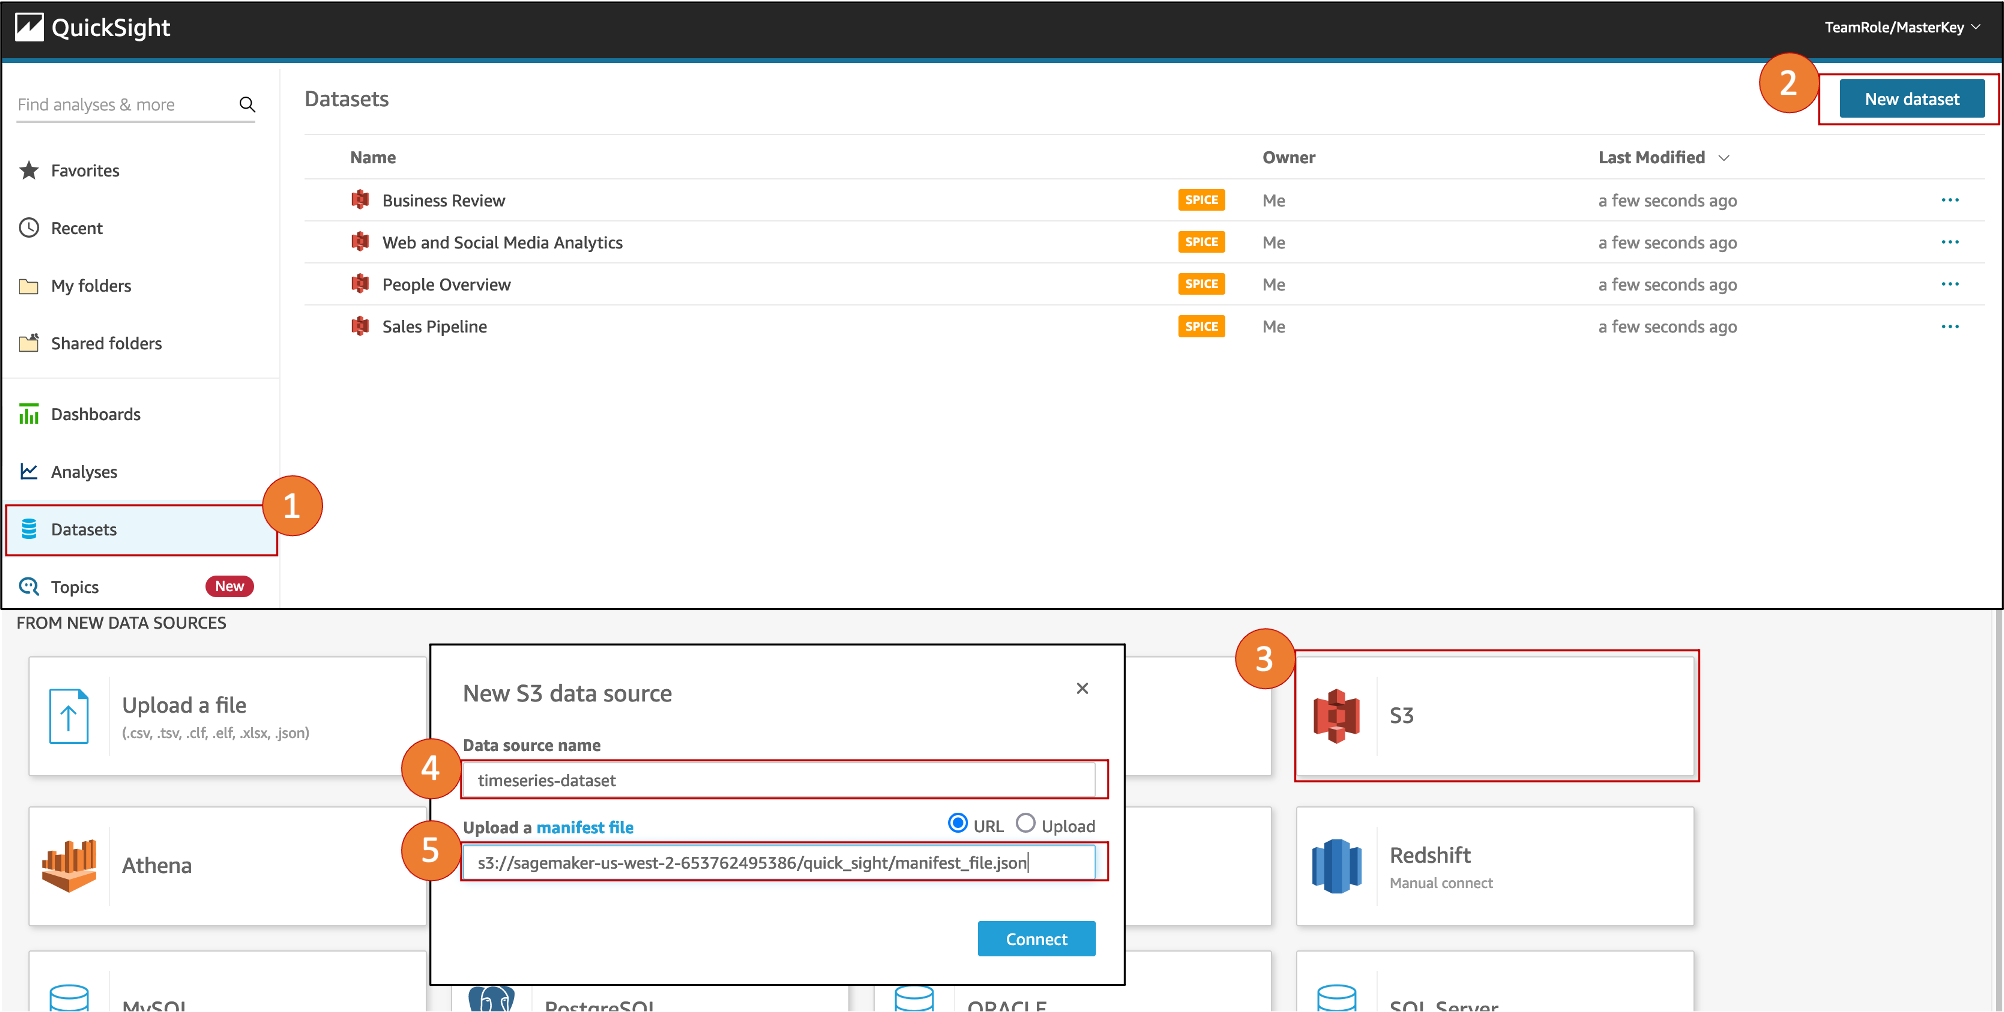 QuickSight
TeamRole/MasterKey
Find analyses & more
Datasets
2
New dataset
Name
Owner
Last Modified
Favorites
Business Review
SPICE
Me
a few seconds ago
Recent
Web and Social Media Analytics
SPICE
Me
a few seconds ago
My folders
People Overview
SPICE
Me
a few seconds ago
Shared folders
Sales Pipeline
SPICE
Me
a few seconds ago
Dashboards
Analyses
1
Datasets
Topics
New
FROM NEW DATA SOURCES
Upload a file
(.csv, .tsv, .clf, .elf, .xlsx, .json)
New S3 data source
3
S3
Data source name
4
timeseries-dataset
Upload a manifest file
URL
Upload
5
s3://sagemaker-us-west-2-653762495386/quick_sight/manifest_file.json
Athena
Redshift
Manual connect
Connect
MySQL
PostgreSQL
ORACLE
SQL Server